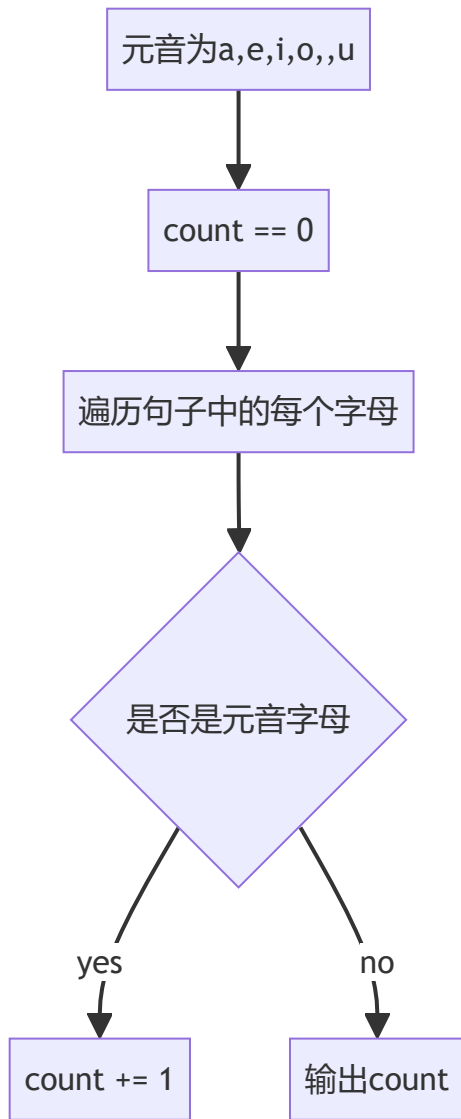 元音为a,e,i,o,,u
count == 0
遍历句子中的每个字母
是否是元音字母
yes
no
count += 1
输出count